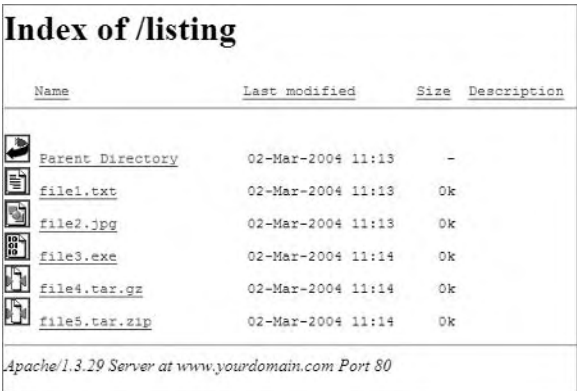 Index of /listing
Name Last modified Size Description
Parent Directory 02-Mar-2004 11:13 -
file1.txt 02-Mar-2004 11:13 0k
file2.jpg 02-Mar-2004 11:13 0k
file3.exe 02-Mar-2004 11:14 0k
file4.tar.gz 02-Mar-2004 11:14 0k
file5.tar.zip 02-Mar-2004 11:14 0k
Apache/1.3.29 Server at www.yourdomain.com Port 80